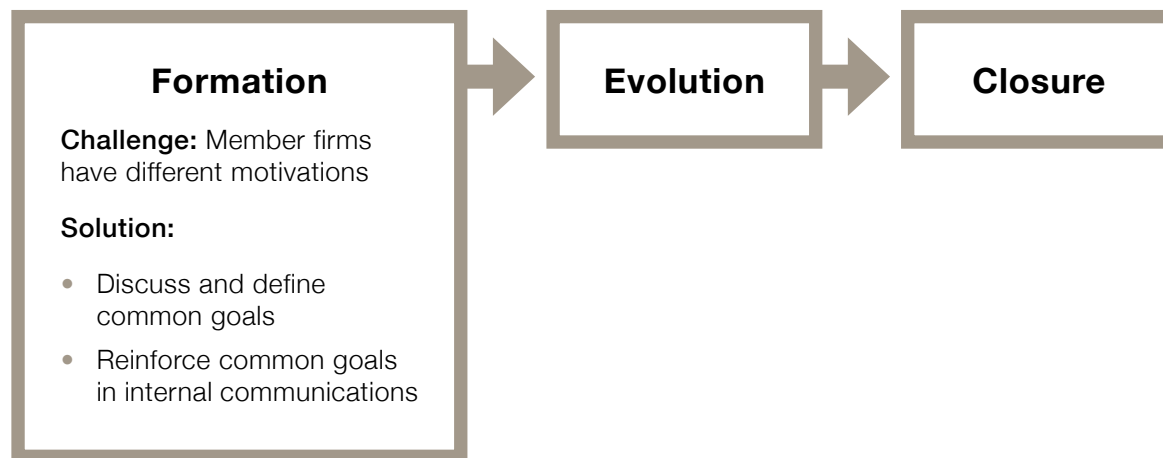 Formation
Challenge: Member firms
have different motivations
Solution:
• Discuss and define
common goals
• Reinforce common goals
in internal communications
Evolution
Closure